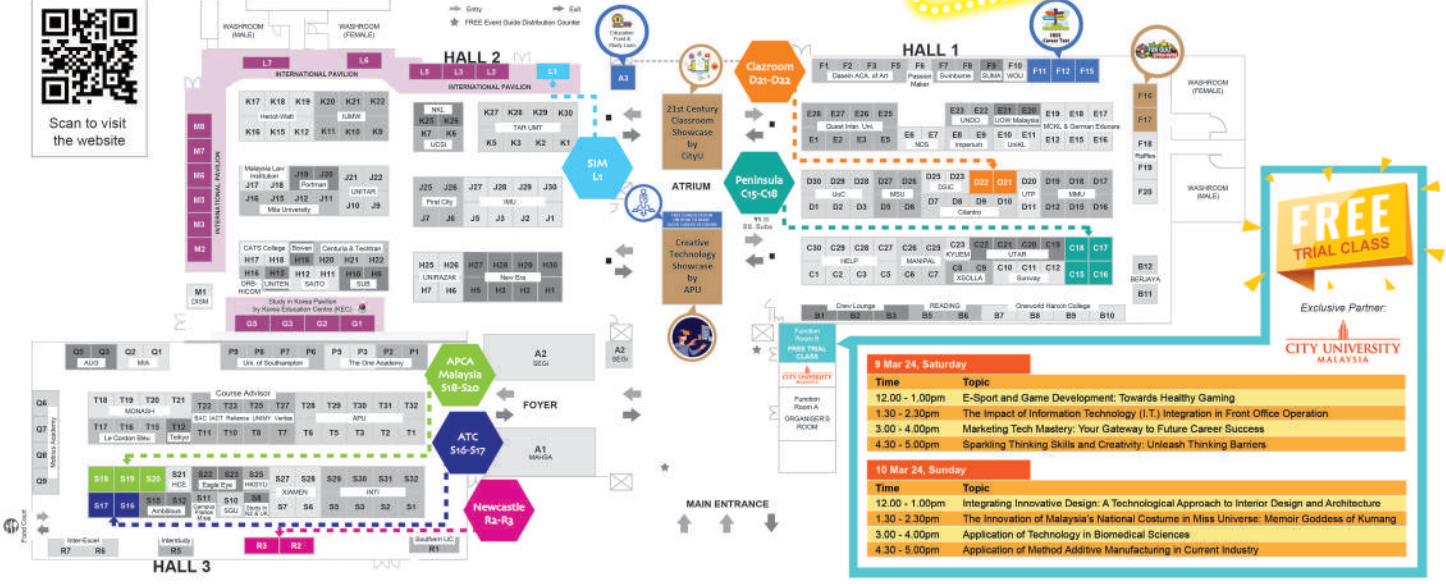 Scan to visit
the website
WASHROOM
(MALE)
WASHROOM
(FEMALE)
Entry
Exit
FREE Event Guide Distribution Counter
HALL 2
L7
L6
INTERNATIONAL PAVILION
L5 L3 L2
L1
INTERNATIONAL PAVILION
M8
M7
M6
M5
M3
M2
INTERNATIONAL PAVILION
M1
DISM
K17 K18 K19 K20 K21 K22
Heriot-Watt
IUMW
K16 K15 K12 K11 K10 K9
NKL
K25 K26
K7 K6
UCSI
K27 K28 K29 K30
TAR UMT
K5 K3 K2 K1
Malaysia Law
Institution
J17 J18
J19 J20
Portman
J21 J22
UNITAR
J16 J15 J12 J11
Mila University
J10 J9
J25 J26
First City
J7 J6
J27 J28 J29 J30
IMU
J5 J3 J2 J1
CATS College
Bowen
Centuria & Techtran
H17 H18 H19 H20 H21 H22
H16 H15 H12 H11 H10 H9
DRB-
HICOM
UNITEN
SAITO
SUB
H25 H26
UNIRAZAK
H7 H6
H27 H28 H29 H30
New Era
H5 H3 H2 H1
Study in Korea Pavilion
by Korea Education Centre (KEC)
G5 G3 G2 G1
Education
Fund &
Study Loan
A3
SIM
L1
21st Century
Classroom
Showcase
by
CityU
ATRIUM
Creative
Technology
Showcase
by
APU
Clazroom
D21-D22
Peninsula
C15-C18
HALL 1
FREE
Career Test
F1 F2 F3 F5
Dasein ACA. of Art
F6
Passion
Maker
F7 F8
Swinburne
F9
SUMA
F10
WOU
F11 F12 F15
F16
F17
F18
Raffles
F19
F20
WASHROOM
(FEMALE)
WASHROOM
(MALE)
E28 E27 E26 E25
Quest Inter. Uni.
E1 E2 E3 E5
E6 E7
NDS
E23 E22
UNDO
E8 E9
Imperium
E21 E20
UOW Malaysia
E10 E11
UniKL
E19 E18 E17
MCKL & German Educare
E12 E15 E16
D30 D29 D28
UoC
D1 D2 D3
D27 D26
MSU
D5 D6
D25 D23
DSIC
D22 D21
D7 D8 D9 D10
Cilantro
D20
UTP
D11
D19 D18 D17
MMU
D12 D15 D16
C30 C29 C28 C27
HELP
C1 C2 C3 C5
C26 C25
MANIPAL
C6 C7
C23
KYUEM
C22 C21 C20 C19
UTAR
C8 C9
XSOLLA
C10 C11 C12
Sunway
C18 C17
C15 C16
B12
BERJAYA
B11
Crew Lounge
READING
Oneworld Hanxin College
B1 B2 B3 B5 B6 B7 B8 B9 B10
Function
Room B
FREE TRIAL
CLASS
CITY UNIVERSITY
MALAYSIA
Function
Room A
ORGANISER'S
ROOM
Q5 Q3
AUG
Q2 Q1
MIA
P9 P8 P7 P6
Uni. of Southampton
P5 P3 P2 P1
The One Academy
APCA
Malaysia
S18-S20
A2
SEGi
A2
SEGi
FOYER
A1
MAHSA
Q6
Q7
Q8
Q9
T18 T19 T20 T21
MONASH
Course Advisor
T22 T23 T25 T27 T28 T29 T30 T31 T32
BAC IACT Reliance UNIMY Veritas
APU
T17 T16 T15 T12 T11 T10 T8 T7 T6 T5 T3 T2 T1
Le Cordon Bleu
ATC
S16-S17
S18 S19 S20
S21
HCE
S22 S23
Eagle Eye
S25
HKSYU
S27 S28
XIAMEN
S29 S30 S31 S32
INTI
S17 S16
S15 S12
Ambitious
S11
S10
SGU
S8
S7 S6 S5 S3 S2 S1
Newcastle
R2-R3
Food Court
Inter-Excel
R7 R6
Interstudy
R5
R3 R2
Southern UC
R1
HALL 3
MAIN ENTRANCE
FREE
TRIAL CLASS
Exclusive Partner:
CITY UNIVERSITY
MALAYSIA
9 Mar 24, Saturday
Time Topic
12.00 - 1.00pm E-Sport and Game Development: Towards Healthy Gaming
1.30 - 2.30pm The Impact of Information Technology (I.T.) Integration in Front Office Operation
3.00 - 4.00pm Marketing Tech Mastery: Your Gateway to Future Career Success
4.30 - 5.00pm Sparkling Thinking Skills and Creativity: Unleash Thinking Barriers
10 Mar 24, Sunday
Time Topic
12.00 - 1.00pm Integrating Innovative Design: A Technological Approach to Interior Design and Architecture
1.30 - 2.30pm The Innovation of Malaysia's National Costume in Miss Universe: Memoir Goddess of Kumang
3.00 - 4.00pm Application of Technology in Biomedical Sciences
4.30 - 5.00pm Application of Method Additive Manufacturing in Current Industry